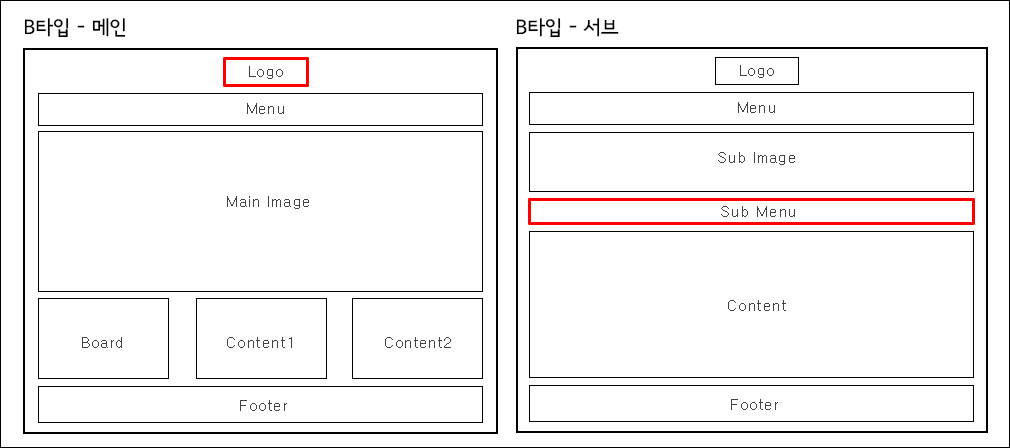 B타입 - 메인
Logo
Menu
Main Image
Board
Content1
Content2
Footer
B타입 - 서브
Logo
Menu
Sub Image
Sub Menu
Content
Footer